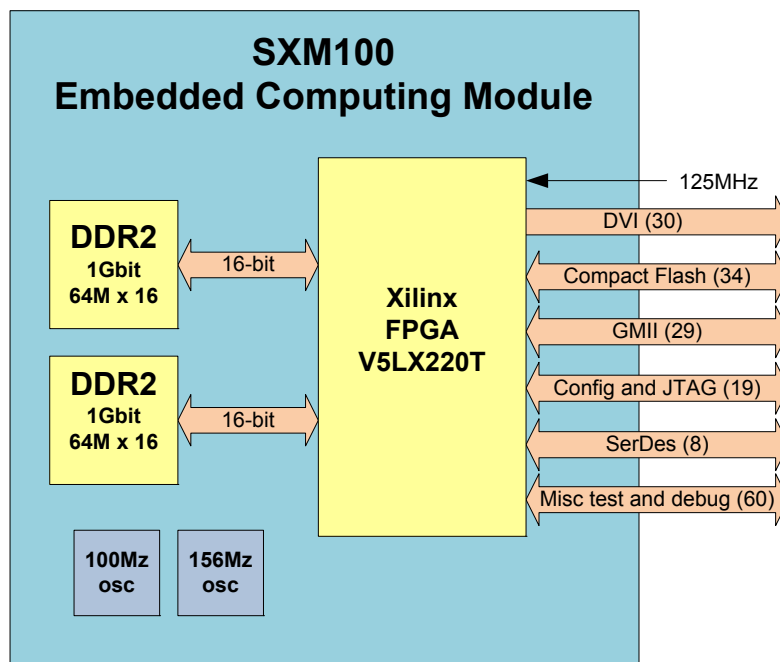 SXM100
Embedded Computing Module
125MHz
DVI (30)
DDR2
1Gbit
64M x 16
16-bit
Compact Flash (34)
Xilinx
FPGA
V5LX220T
GMII (29)
Config and JTAG (19)
DDR2
1Gbit
64M x 16
16-bit
SerDes (8)
Misc test and debug (60)
100Mz
osc
156Mz
osc